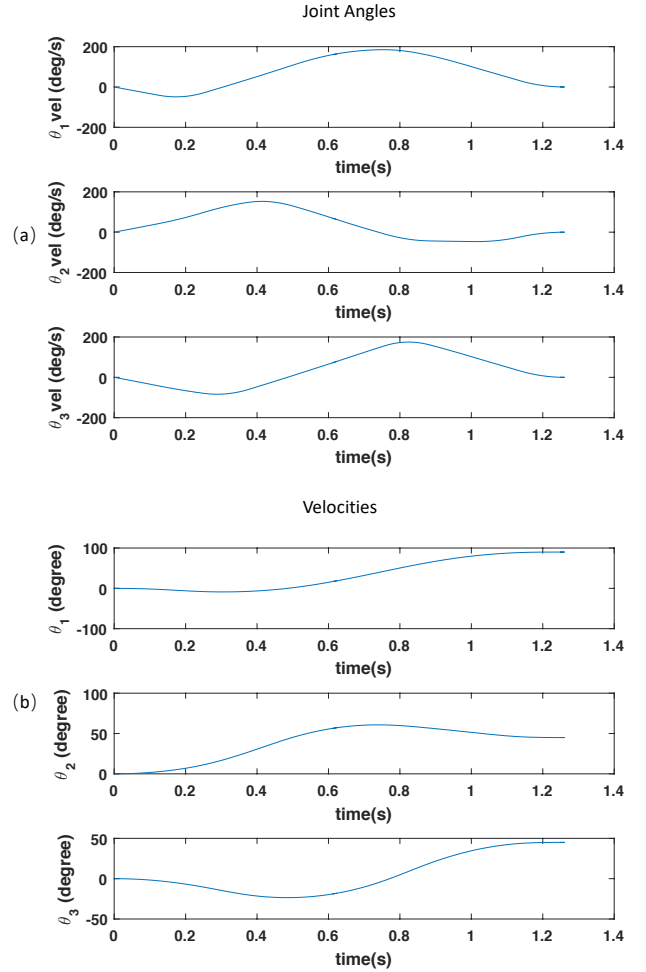 Joint Angles
200
0
-200
θ1 vel (deg/s)
0 0.2 0.4 0.6 0.8 1 1.2 1.4
time(s)
(a)
200
0
-200
θ2 vel (deg/s)
0 0.2 0.4 0.6 0.8 1 1.2 1.4
time(s)
200
0
-200
θ3 vel (deg/s)
0 0.2 0.4 0.6 0.8 1 1.2 1.4
time(s)
Velocities
100
0
-100
θ1 (degree)
0 0.2 0.4 0.6 0.8 1 1.2 1.4
time(s)
(b)
100
50
0
θ2 (degree)
0 0.2 0.4 0.6 0.8 1 1.2 1.4
time(s)
50
0
-50
θ3 (degree)
0 0.2 0.4 0.6 0.8 1 1.2 1.4
time(s)